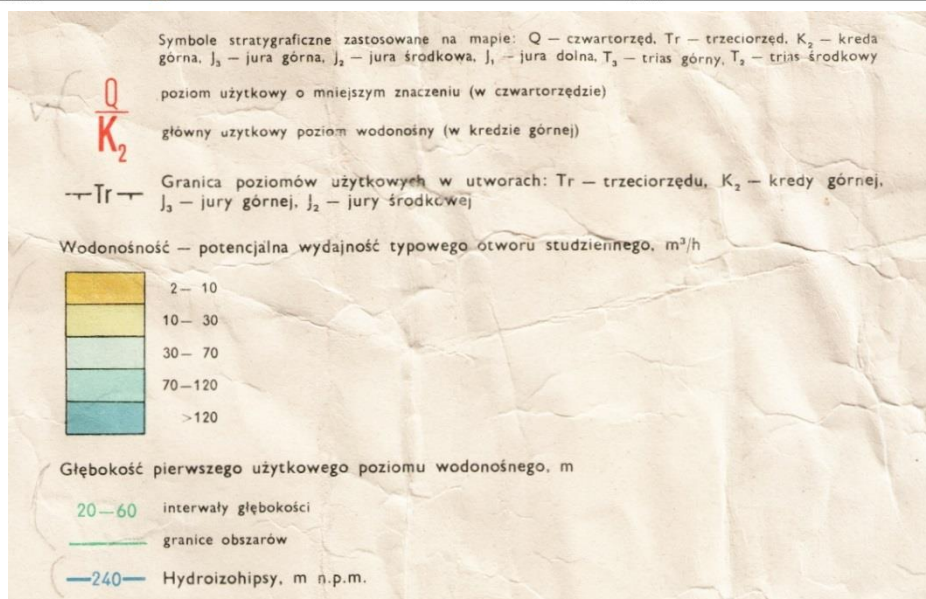 Symbole stratygraficzne zastosowane na mapie: Q — czwartorzęd, Tr — trzeciorzęd, K₂ — kreda
górna, J₃ — jura górna, J₂ — jura środkowa, J₁ — jura dolna, T₃ — trias górny, T₂ — trias środkowy
Q poziom użytkowy o mniejszym znaczeniu (w czwartorzędzie)
K₂ główny uzytkowy poziom wodonośny (w kredzie górnej)
Tr Granica poziomów użytkowych w utworach: Tr — trzeciorzędu, K₂ — kredy górnej,
J₃ — jury górnej, J₂ — jury środkowej
Wodonośność — potencjalna wydajność typowego otworu studziennego, m³/h
2— 10
10— 30
30— 70
70—120
>120
Głębokość pierwszego użytkowego poziomu wodonośnego, m
20—60 interwały głębokości
granice obszarów
—240— Hydroizohipsy, m n.p.m.